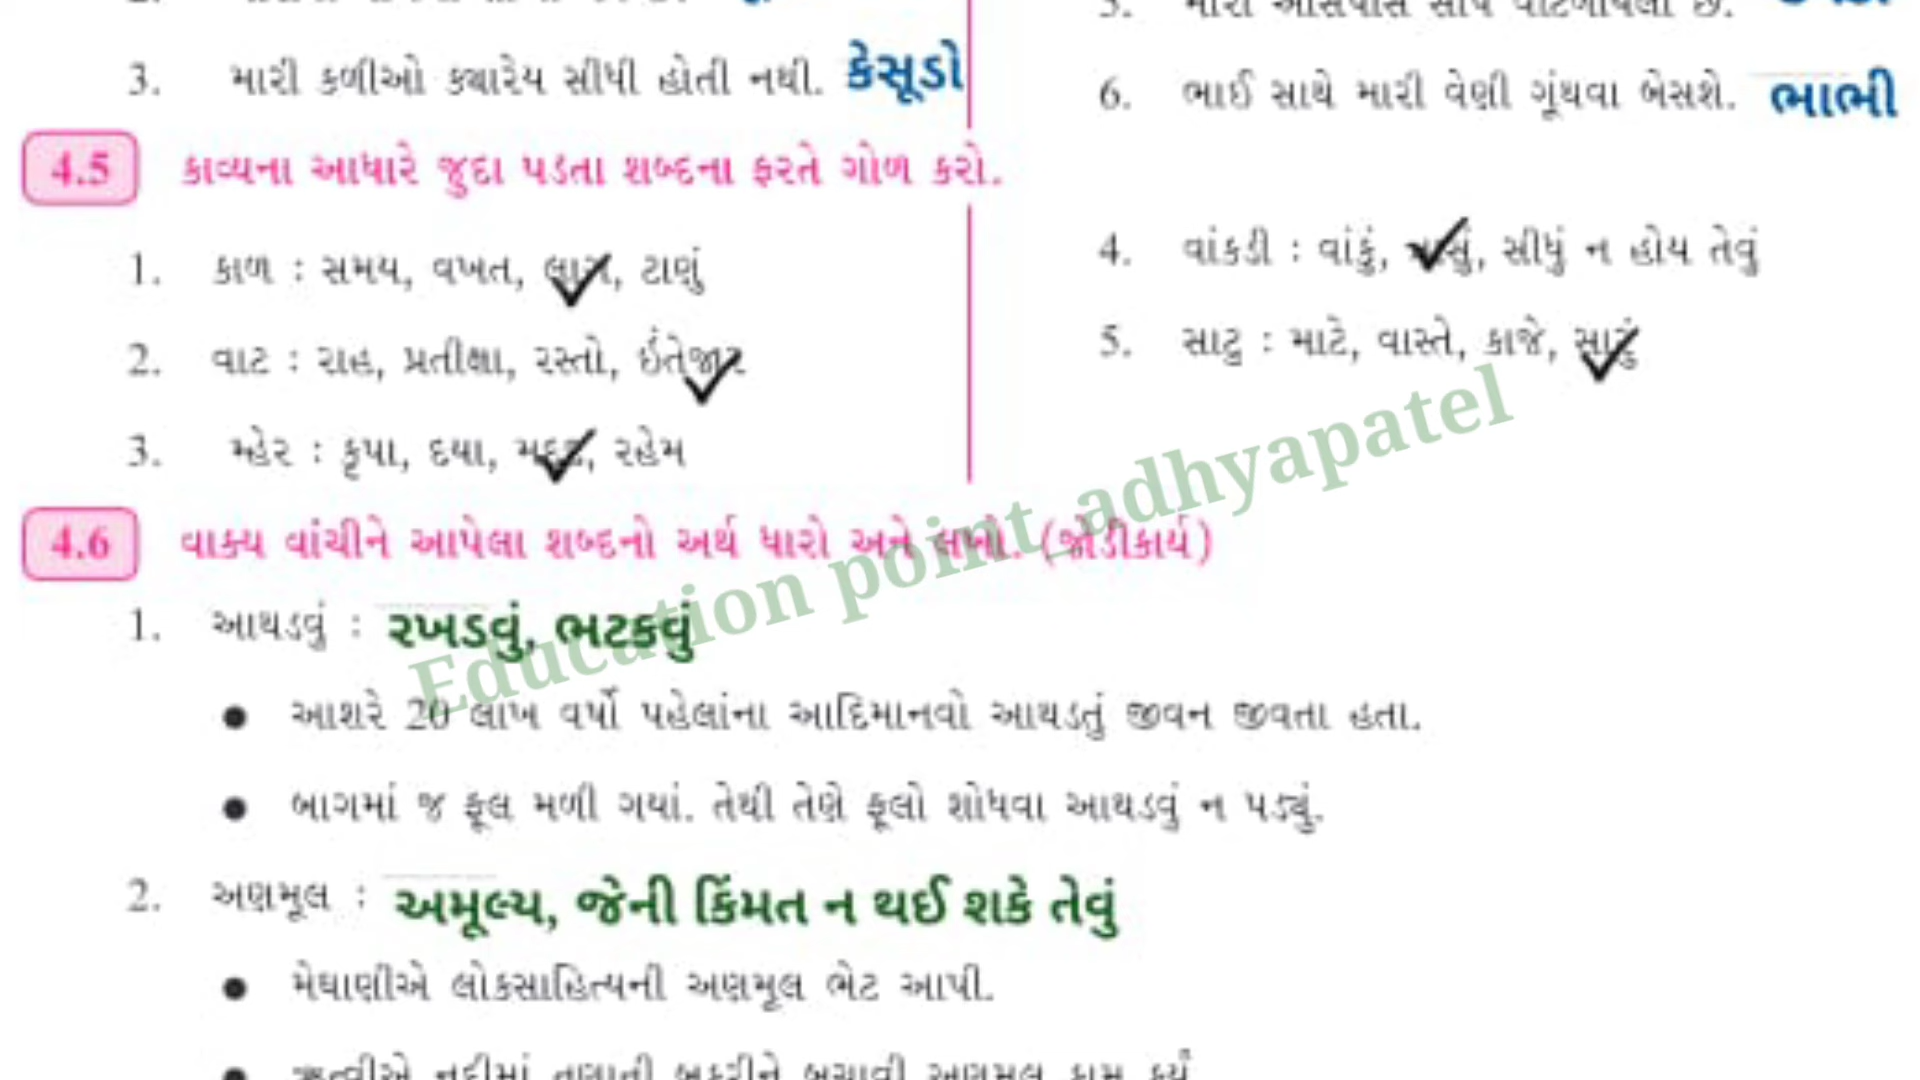 3. મારી કળીઓ ક્યારેય સીધી હોતી નથી. કેસૂડો
6. ભાઈ સાથે મારી વેણી ગૂંથવા બેસશે. ભાભી
4.5 કાવ્યના આધારે જુદા પડતા શબ્દના ફરતે ગોળ કરો.
1. કાળ : સમય, વખત, ટાણું
2. વાટ : રાહ, પ્રતીક્ષા, રસ્તો, ઈંતેજાર
3. મ્હેર : કૃપા, દયા, મદદ, રહેમ
4. વાંકડી : વાંકું, સીધું ન હોય તેવું
5. સાટુ : માટે, વાસ્તે, કાજે, સાટું
4.6 વાક્ય વાંચીને આપેલા શબ્દનો અર્થ ધારો અને લખો. (જોડીકાર્ય)
1. આથડવું : રખડવું, ભટકવું
Education point_adhyapatel
• આશરે 20 લાખ વર્ષો પહેલાંના આદિમાનવો આથડતું જીવન જીવતા હતા.
• બાગમાં જ ફૂલ મળી ગયાં. તેથી તેણે ફૂલો શોધવા આથડવું ન પડ્યું.
2. અણમૂલ : અમૂલ્ય, જેની કિંમત ન થઈ શકે તેવું
• મેઘાણીએ લોકસાહિત્યની અણમૂલ ભેટ આપી.